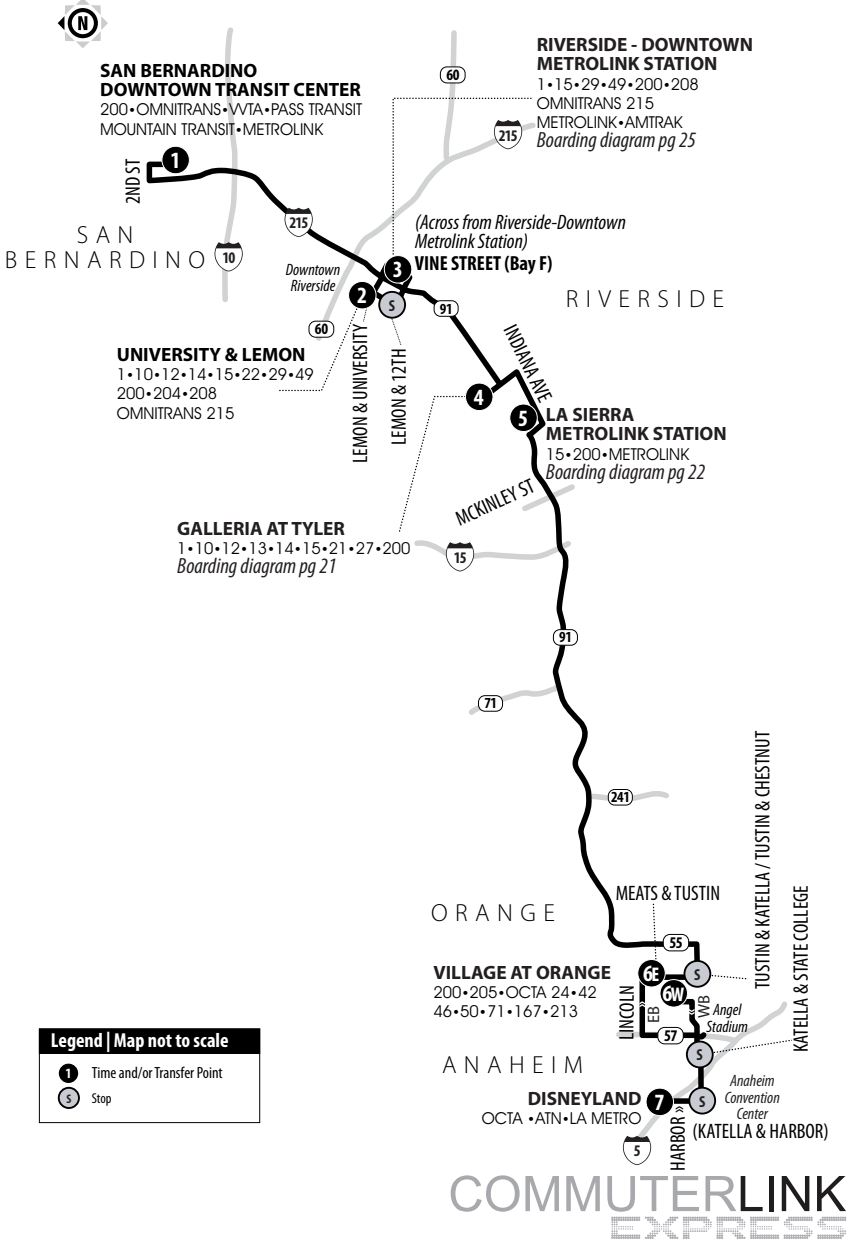 N
RIVERSIDE - DOWNTOWN
METROLINK STATION
1•15•29•49•200•208
OMNITRANS 215
METROLINK•AMTRAK
Boarding diagram pg 25
SAN BERNARDINO
DOWNTOWN TRANSIT CENTER
200•OMNITRANS•VVTA•PASS TRANSIT
MOUNTAIN TRANSIT•METROLINK
60
215
1
2ND ST
SAN
BERNARDINO
10
215
(Across from Riverside-Downtown
Metrolink Station)
VINE STREET (Bay F)
3
Downtown
Riverside
2
S
RIVERSIDE
60
91
UNIVERSITY & LEMON
1•10•12•14•15•22•29•49
200•204•208
OMNITRANS 215
LEMON & UNIVERSITY
LEMON & 12TH
INDIANA AVE
4
5
LA SIERRA
METROLINK STATION
15•200•METROLINK
Boarding diagram pg 22
MCKINLEY ST
GALLERIA AT TYLER
1•10•12•13•14•15•21•27•200
Boarding diagram pg 21
15
91
71
241
TUSTIN & KATELLA / TUSTIN & CHESTNUT
MEATS & TUSTIN
KATELLA & STATE COLLEGE
ORANGE
55
VILLAGE AT ORANGE
200•205•OCTA 24•42
46•50•71•167•213
6E
S
6W
LINCOLN
EB
WB
Angel
Stadium
57
S
ANAHEIM
DISNEYLAND
OCTA •ATN•LA METRO
7
S
Anaheim
Convention
Center
(KATELLA & HARBOR)
HARBOR
5
Legend | Map not to scale
1 Time and/or Transfer Point
S Stop
COMMUTERLINK
EXPRESS